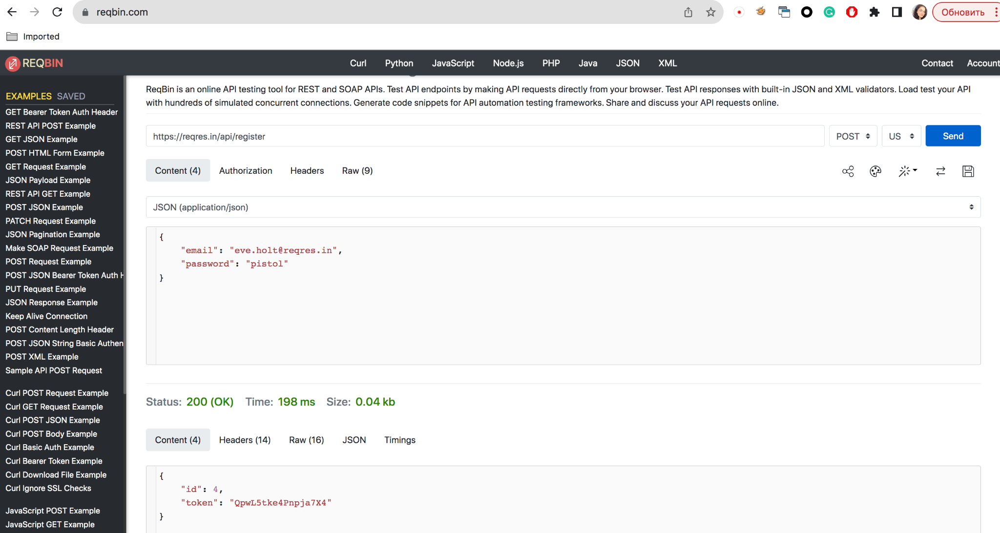 reqbin.com
Обновить
Imported
REQBIN
Curl Python JavaScript Node.js PHP Java JSON XML
Contact Account
EXAMPLES SAVED
GET Bearer Token Auth Header
REST API POST Example
GET JSON Example
POST HTML Form Example
GET Request Example
JSON Payload Example
REST API GET Example
POST JSON Example
PATCH Request Example
JSON Pagination Example
Make SOAP Request Example
POST Request Example
POST JSON Bearer Token Auth H
PUT Request Example
JSON Response Example
Keep Alive Connection
POST Content Length Header
POST JSON String Basic Authen
POST XML Example
Sample API POST Request
Curl POST Request Example
Curl GET Request Example
Curl POST JSON Example
Curl POST Body Example
Curl Basic Auth Example
Curl Bearer Token Example
Curl Download File Example
Curl Ignore SSL Checks
JavaScript POST Example
JavaScript GET Example
ReqBin is an online API testing tool for REST and SOAP APIs. Test API endpoints by making API requests directly from your browser. Test API responses with built-in JSON and XML validators. Load test your API
with hundreds of simulated concurrent connections. Generate code snippets for API automation testing frameworks. Share and discuss your API requests online.
https://reqres.in/api/register
POST
US
Send
Content (4) Authorization Headers Raw (9)
JSON (application/json)
{
"email": "eve.holt@reqres.in",
"password": "pistol"
}
Status: 200 (OK) Time: 198 ms Size: 0.04 kb
Content (4) Headers (14) Raw (16) JSON Timings
{
"id": 4,
"token": "QpwL5tke4Pnpja7X4"
}